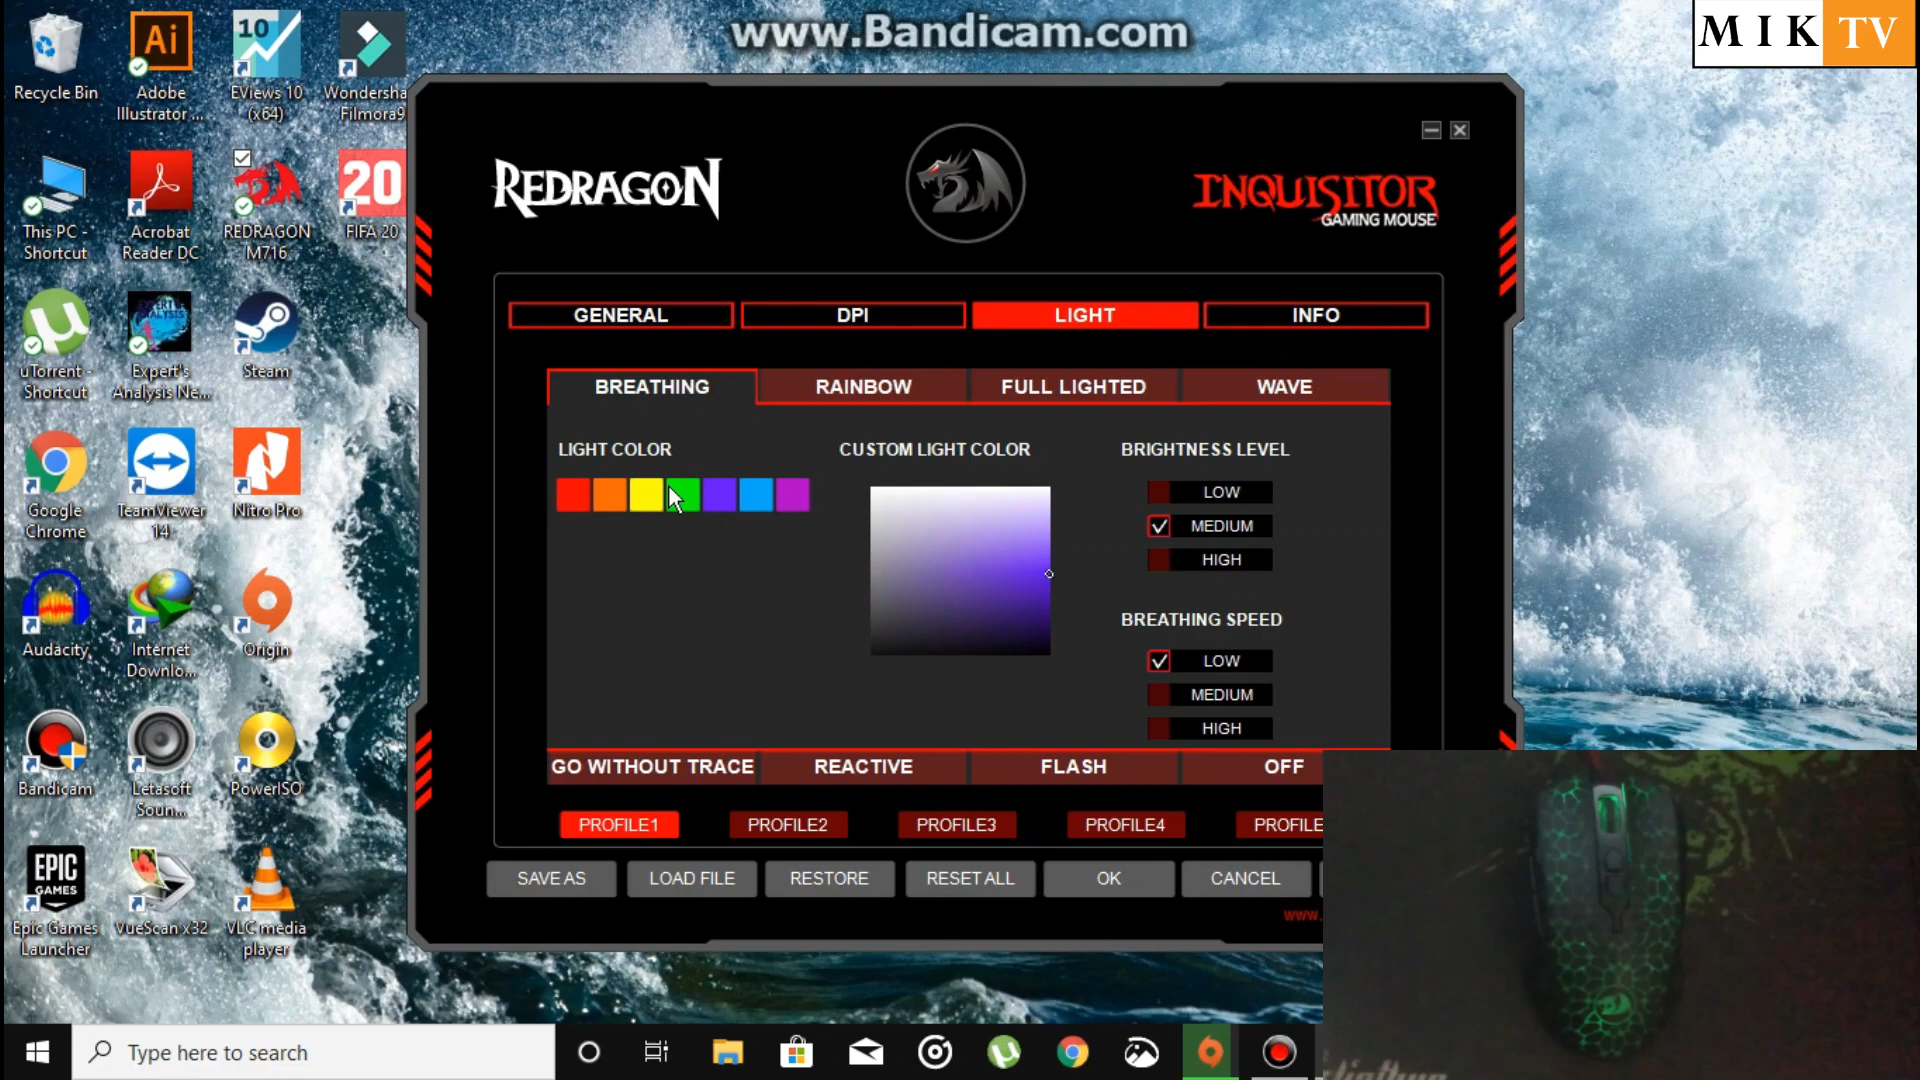 www.Bandicam.com
MIK TV
Recycle Bin
Adobe
Illustrator ...
EViews 10
(x64)
Wondersha
Filmora9
This PC -
Shortcut
Acrobat
Reader DC
REDRAGON
M716
20
FIFA 20
uTorrent -
Shortcut
Expert's
Analysis Ne...
Steam
Google
Chrome
TeamViewer
14
Nitro Pro
Audacity
Internet
Downlo...
Origin
Bandicam
Letasoft
Soun...
PowerISO
EPIC
GAMES
Epic Games
Launcher
VueScan x32
VLC media
player
REDRAGON
INQUISITOR
GAMING MOUSE
GENERAL
DPI
LIGHT
INFO
BREATHING
RAINBOW
FULL LIGHTED
WAVE
LIGHT COLOR
CUSTOM LIGHT COLOR
BRIGHTNESS LEVEL
LOW
MEDIUM
HIGH
BREATHING SPEED
LOW
MEDIUM
HIGH
GO WITHOUT TRACE
REACTIVE
FLASH
OFF
PROFILE1
PROFILE2
PROFILE3
PROFILE4
PROFILE
SAVE AS
LOAD FILE
RESTORE
RESET ALL
OK
CANCEL
www.
Type here to search